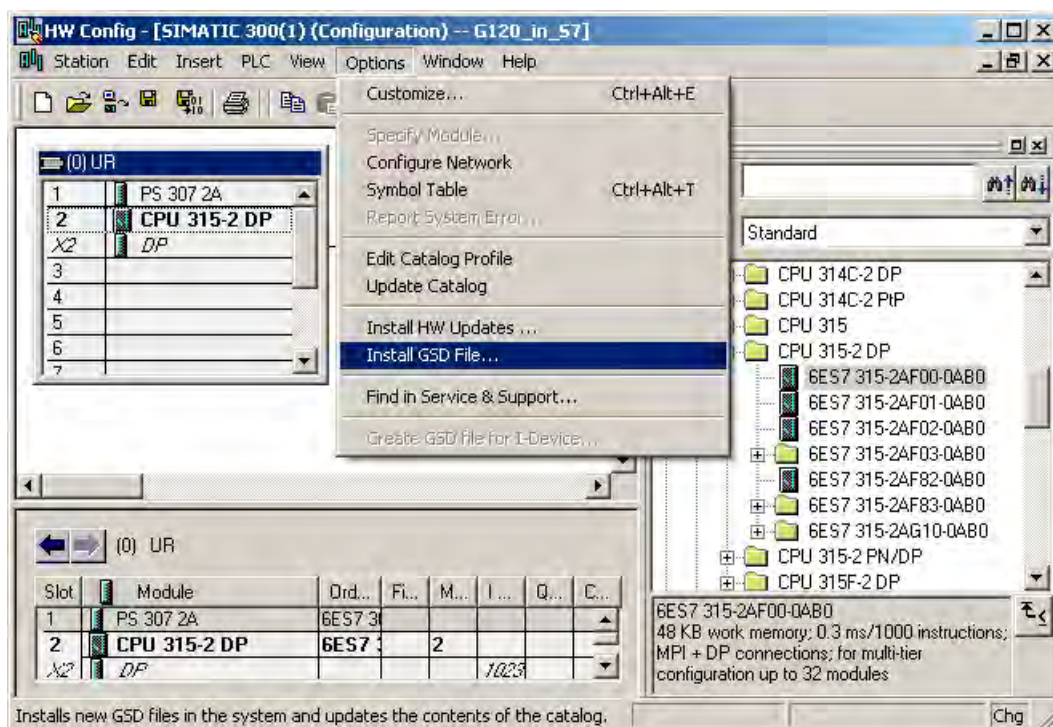 HW Config - [SIMATIC 300(1) (Configuration) -- G120_in_S7]
Station Edit Insert PLC View Options Window Help
Customize... Ctrl+Alt+E
Specify Module...
Configure Network
Symbol Table Ctrl+Alt+T
Report System Error...
Edit Catalog Profile
Update Catalog
Install HW Updates ...
Install GSD File...
Find in Service & Support...
Create GSD file for I-Device...
(0) UR
1 PS 307 2A
2 CPU 315-2 DP
X2 DP
3
4
5
6
7
Standard
CPU 314C-2 DP
CPU 314C-2 PtP
CPU 315
CPU 315-2 DP
6ES7 315-2AF00-0AB0
6ES7 315-2AF01-0AB0
6ES7 315-2AF02-0AB0
6ES7 315-2AF03-0AB0
6ES7 315-2AF82-0AB0
6ES7 315-2AF83-0AB0
6ES7 315-2AG10-0AB0
CPU 315-2 PN/DP
CPU 315F-2 DP
(0) UR
Slot Module Ord... Fi... M... I ... Q... C...
1 PS 307 2A 6ES7 3
2 CPU 315-2 DP 6ES7 2
X2 DP 1023
6ES7 315-2AF00-0AB0
48 KB work memory; 0.3 ms/1000 instructions;
MPI + DP connections; for multi-tier
configuration up to 32 modules
Installs new GSD files in the system and updates the contents of the catalog. Chg